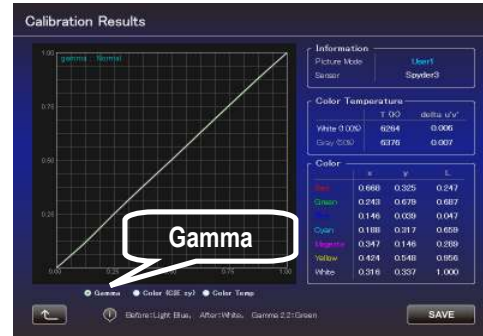 Calibration Results
1.00
gamma : Normal
0.75
0.50
0.25
0.00
0.25
0.75
1.00
Gamma
Gamma
Color (CIE xy)
Color Temp
Before:Light Blue, After:White, Gamma 2.2:Green
Information
Picture Mode User1
Sensor Spyder3
Color Temperature
T (K) delta u'v'
White (100%) 6264 0.006
Gray (50%) 6376 0.007
Color
x y L
Red 0.668 0.325 0.247
Green 0.243 0.679 0.687
0.146 0.039 0.047
Cyan 0.188 0.317 0.659
Magenta 0.347 0.146 0.289
Yellow 0.424 0.548 0.956
White 0.316 0.337 1.000
SAVE